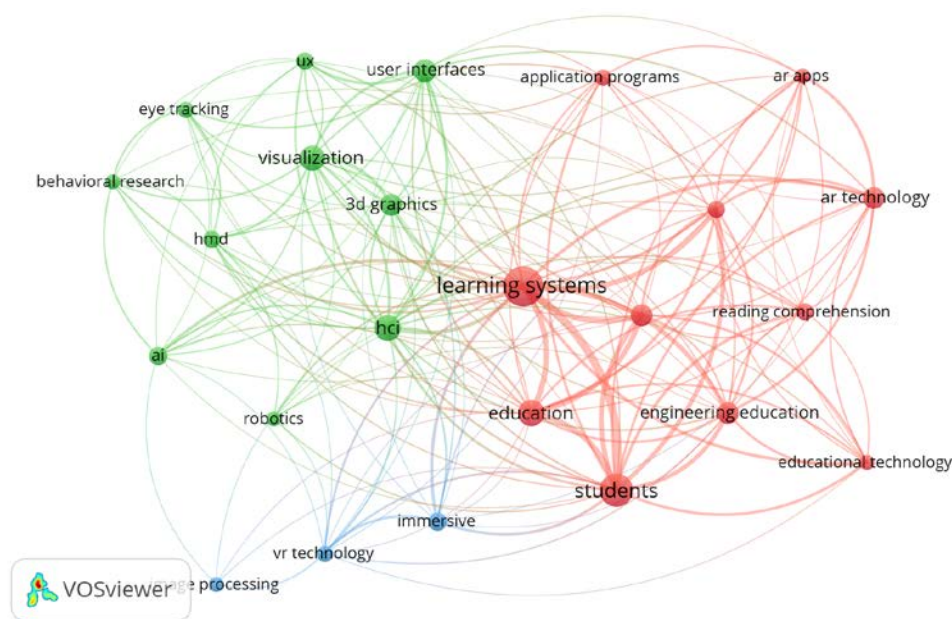 ux
user interfaces
application programs
ar apps
eye tracking
visualization
behavioral research
3d graphics
ar technology
hmd
learning systems
reading comprehension
hci
ai
robotics
education
engineering education
educational technology
students
immersive
vr technology
processing
VOSviewer